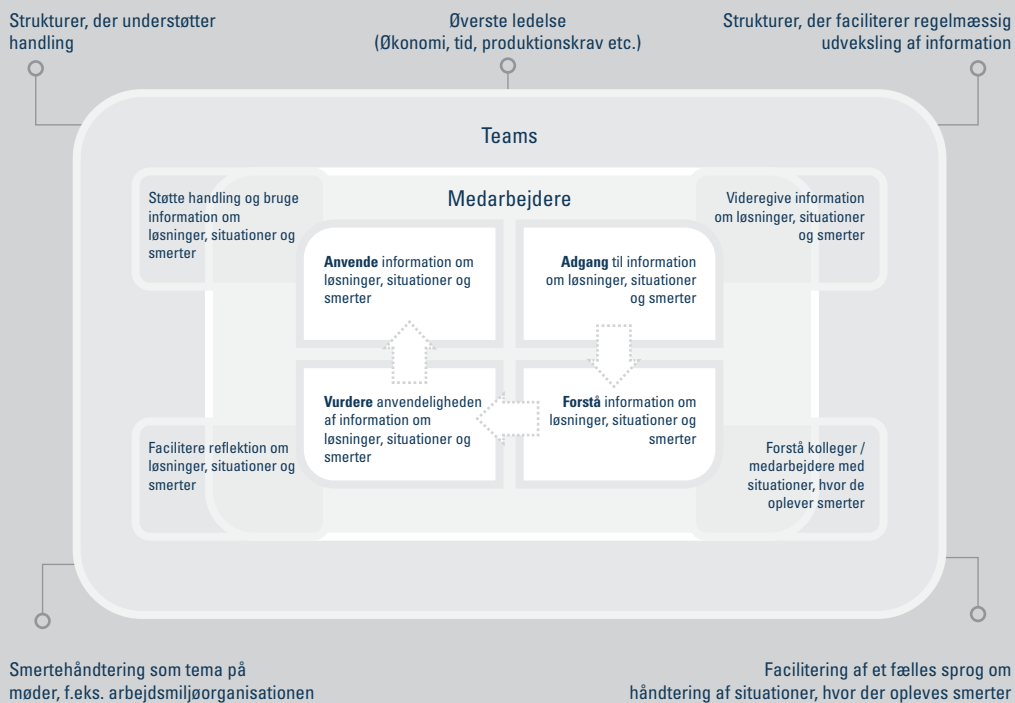 Strukturer, der understøtter
handling
Øverste ledelse
(Økonomi, tid, produktionskrav etc.)
Strukturer, der faciliterer regelmæssig
udveksling af information
Teams
Medarbejdere
Støtte handling og bruge
information om
løsninger, situationer og
smerter
Videregive information
om løsninger, situationer
og smerter
Anvende information om
løsninger, situationer og
smerter
Adgang til information
om løsninger, situationer
og smerter
Vurdere anvendeligheden
af information om
løsninger, situationer og
smerter
Forstå information om
løsninger, situationer og
smerter
Facilitere reflektion om
løsninger, situationer og
smerter
Forstå kolleger /
medarbejdere med
situationer, hvor de
oplever smerter
Smertehåndtering som tema på
møder, f.eks. arbejdsmiljøorganisationen
Facilitering af et fælles sprog om
håndtering af situationer, hvor der opleves smerter